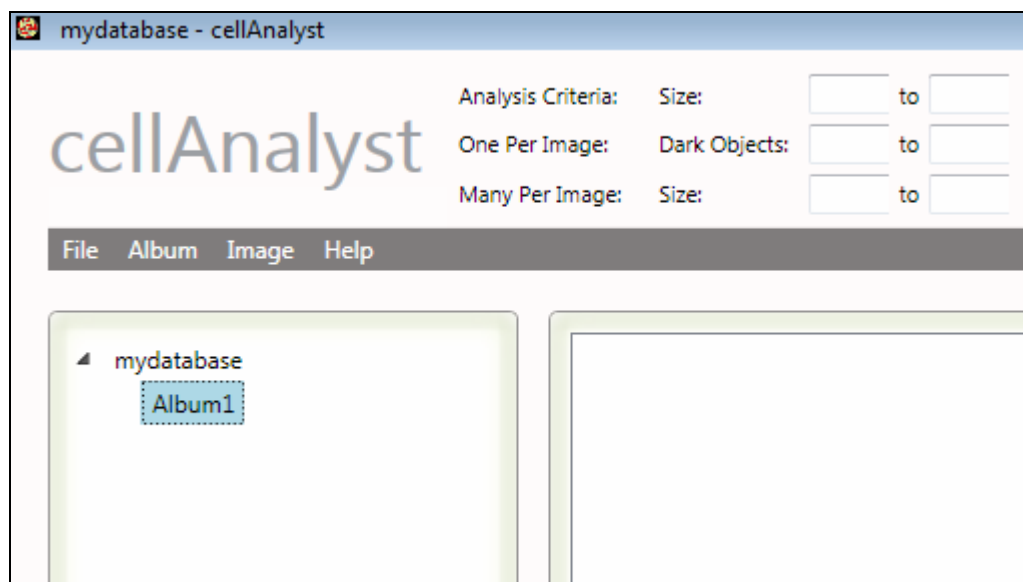 mydatabase - cellAnalyst
cellAnalyst
Analysis Criteria: Size: to
One Per Image: Dark Objects: to
Many Per Image: Size: to
File Album Image Help
mydatabase
Album1